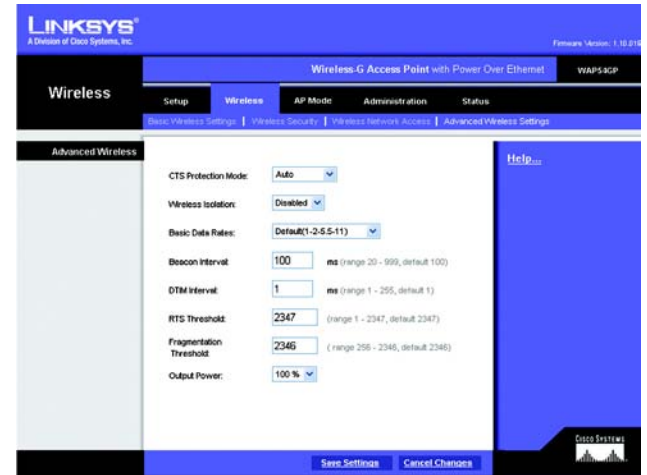 LINKSYS®
A Division of Cisco Systems, Inc.
Firmware Version: 1.10.016
Wireless-G Access Point with Power Over Ethernet
WAP54GP
Wireless
Setup
Wireless
AP Mode
Administration
Status
Basic Wireless Settings | Wireless Security | Wireless Network Access | Advanced Wireless Settings
Advanced Wireless
Help...
CTS Protection Mode: Auto
Wireless Isolation: Disabled
Basic Data Rates: Default(1-2-5.5-11)
Beacon Interval: 100 ms (range 20 - 999, default 100)
DTIM Interval: 1 ms (range 1 - 255, default 1)
RTS Threshold: 2347 (range 1 - 2347, default 2347)
Fragmentation
Threshold: 2346 ( range 256 - 2346, default 2346)
Output Power: 100 %
Save Settings
Cancel Changes
CISCO SYSTEMS